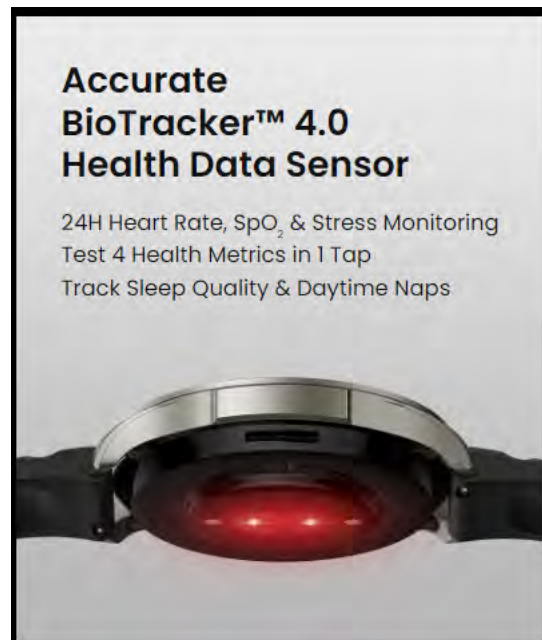 Accurate
BioTracker™ 4.0
Health Data Sensor
24H Heart Rate, SpO₂ & Stress Monitoring
Test 4 Health Metrics in 1 Tap
Track Sleep Quality & Daytime Naps